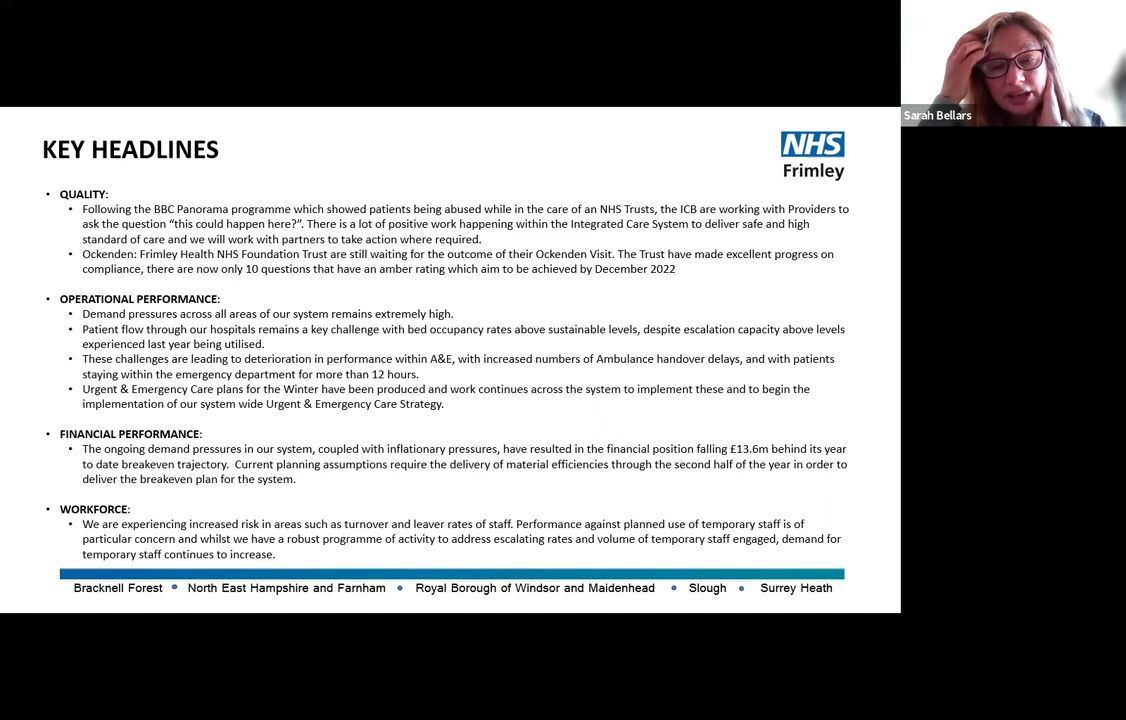 Sarah Bellars
KEY HEADLINES
NHS
Frimley
• QUALITY:
• Following the BBC Panorama programme which showed patients being abused while in the care of an NHS Trusts, the ICB are working with Providers to
ask the question “this could happen here?”. There is a lot of positive work happening within the Integrated Care System to deliver safe and high
standard of care and we will work with partners to take action where required.
• Ockenden: Frimley Health NHS Foundation Trust are still waiting for the outcome of their Ockenden Visit. The Trust have made excellent progress on
compliance, there are now only 10 questions that have an amber rating which aim to be achieved by December 2022
• OPERATIONAL PERFORMANCE:
• Demand pressures across all areas of our system remains extremely high.
• Patient flow through our hospitals remains a key challenge with bed occupancy rates above sustainable levels, despite escalation capacity above levels
experienced last year being utilised.
• These challenges are leading to deterioration in performance within A&E, with increased numbers of Ambulance handover delays, and with patients
staying within the emergency department for more than 12 hours.
• Urgent & Emergency Care plans for the Winter have been produced and work continues across the system to implement these and to begin the
implementation of our system wide Urgent & Emergency Care Strategy.
• FINANCIAL PERFORMANCE:
• The ongoing demand pressures in our system, coupled with inflationary pressures, have resulted in the financial position falling £13.6m behind its year
to date breakeven trajectory. Current planning assumptions require the delivery of material efficiencies through the second half of the year in order to
deliver the breakeven plan for the system.
• WORKFORCE:
• We are experiencing increased risk in areas such as turnover and leaver rates of staff. Performance against planned use of temporary staff is of
particular concern and whilst we have a robust programme of activity to address escalating rates and volume of temporary staff engaged, demand for
temporary staff continues to increase.
Bracknell Forest • North East Hampshire and Farnham • Royal Borough of Windsor and Maidenhead • Slough • Surrey Heath